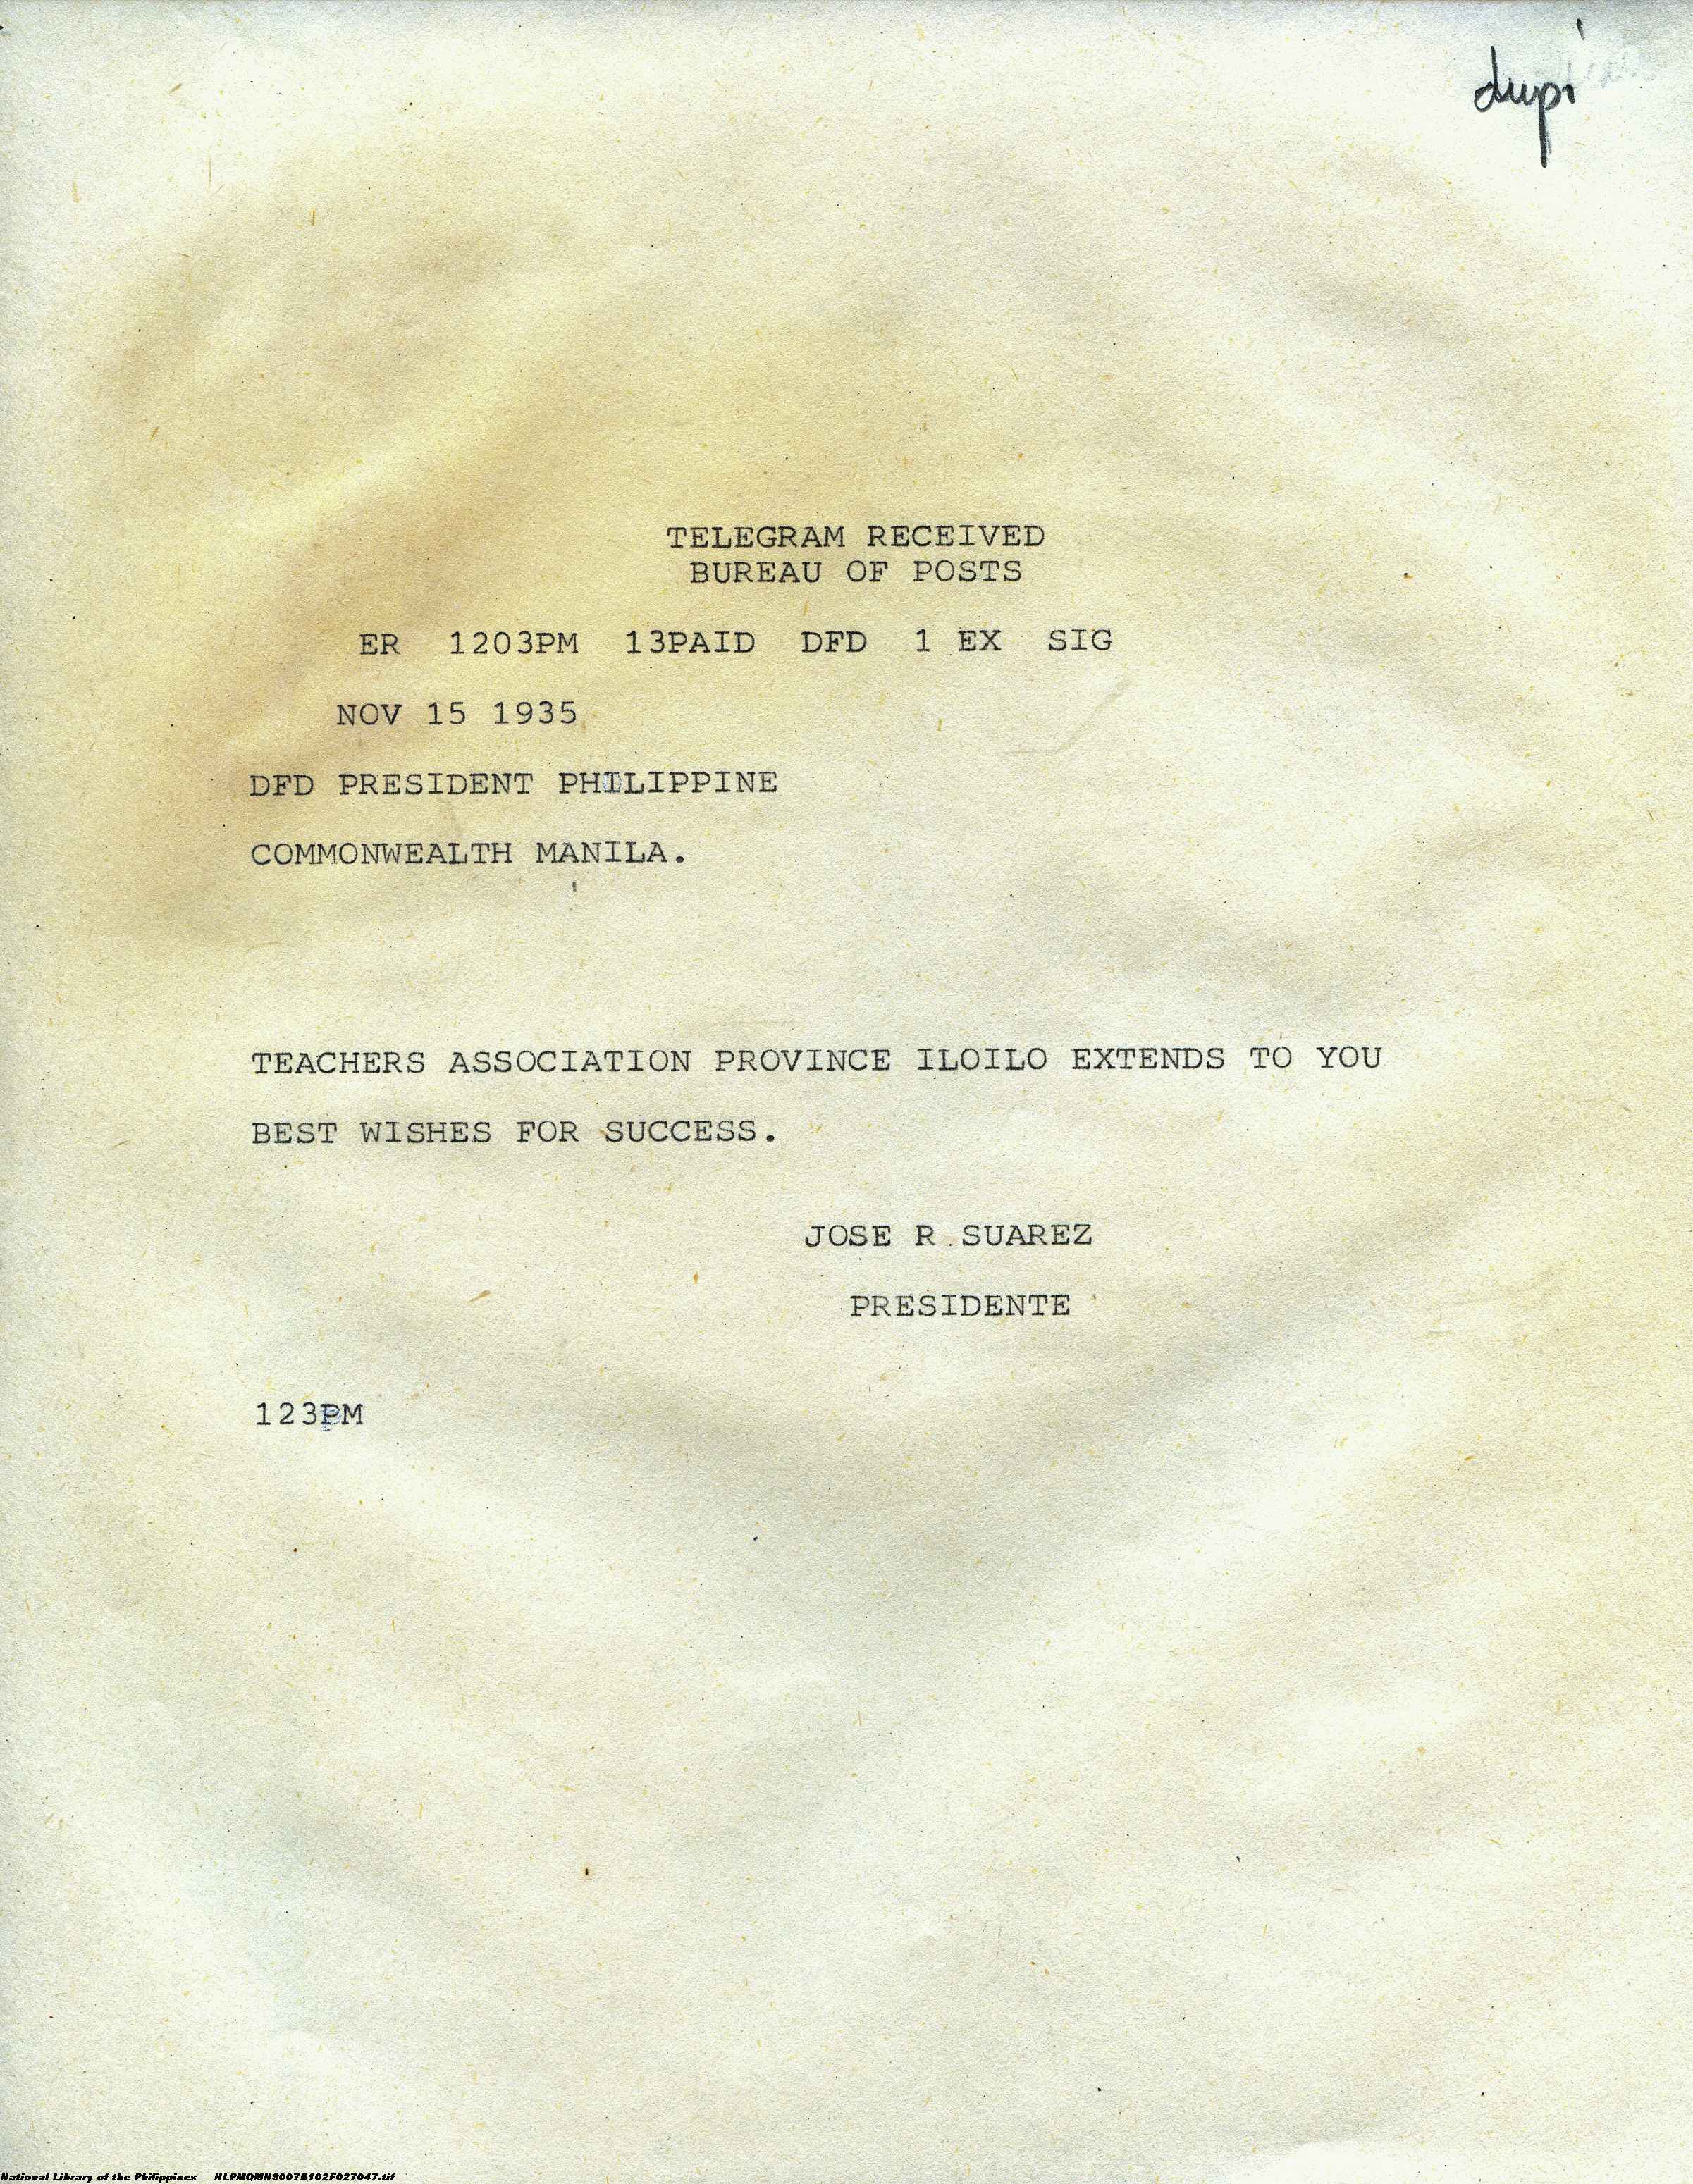 dupi
TELEGRAM RECEIVED
BUREAU OF POSTS
ER 1203PM 13PAID DFD 1 EX SIG
NOV 15 1935
DFD PRESIDENT PHILIPPINE
COMMONWEALTH MANILA.
TEACHERS ASSOCIATION PROVINCE ILOILO EXTENDS TO YOU
BEST WISHES FOR SUCCESS.
JOSE R.SUAREZ
PRESIDENTE
123PM
National Library of the Philippines NLPMQMNS007B102F027047.tif